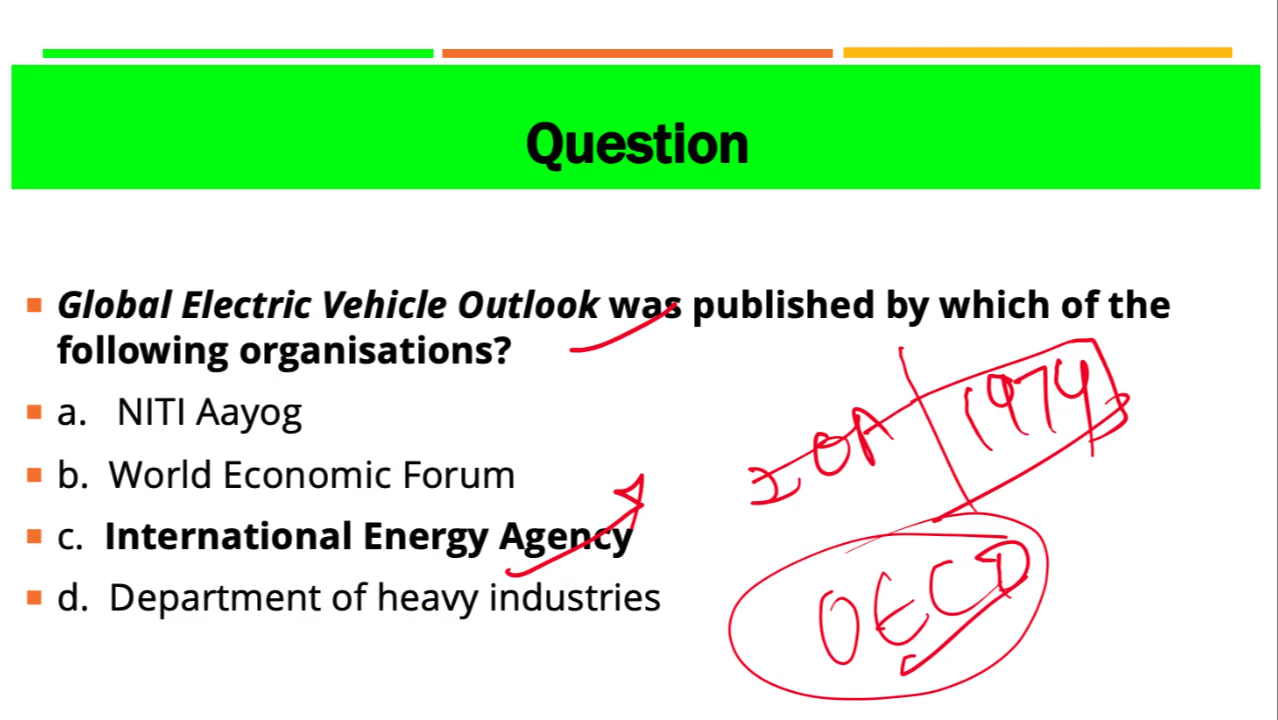 Question
Global Electric Vehicle Outlook was published by which of the
following organisations?
a. NITI Aayog
b. World Economic Forum
c. International Energy Agency
d. Department of heavy industries
1974
OECD